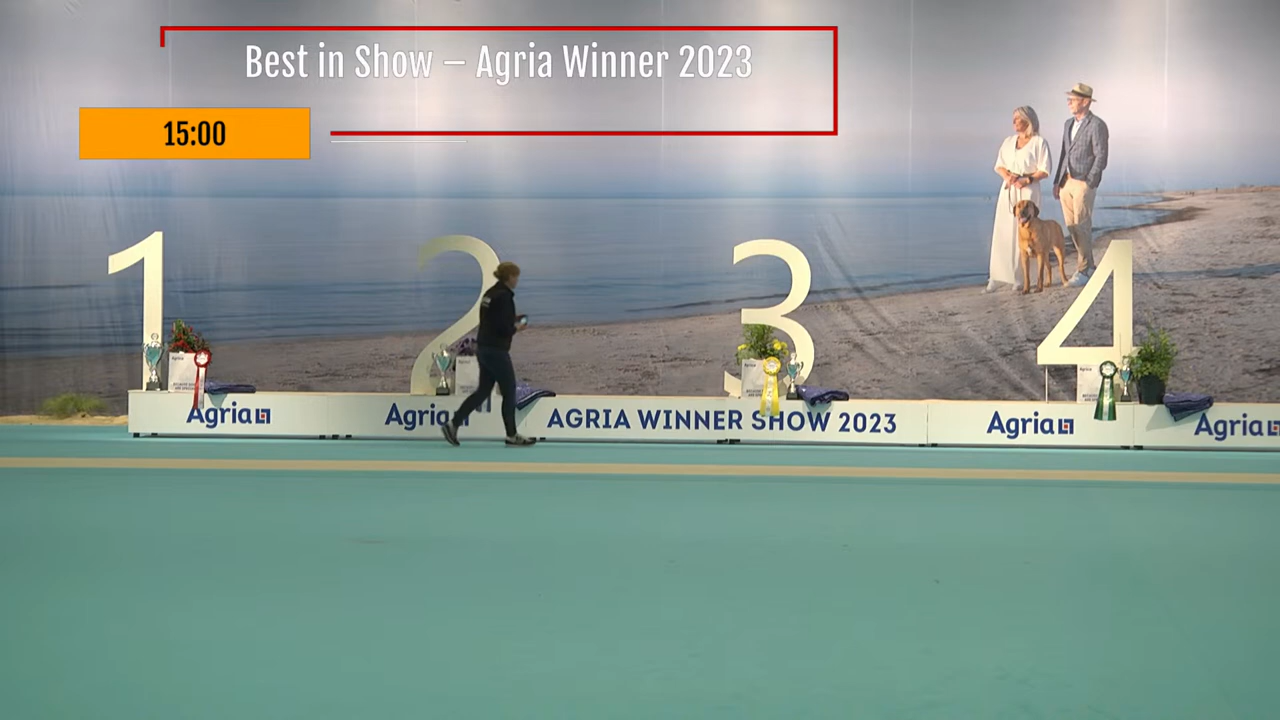 Best in Show – Agria Winner 2023
15:00
1
2
3
4
Agria
Agria
AGRIA WINNER SHOW 2023
Agria
Agria